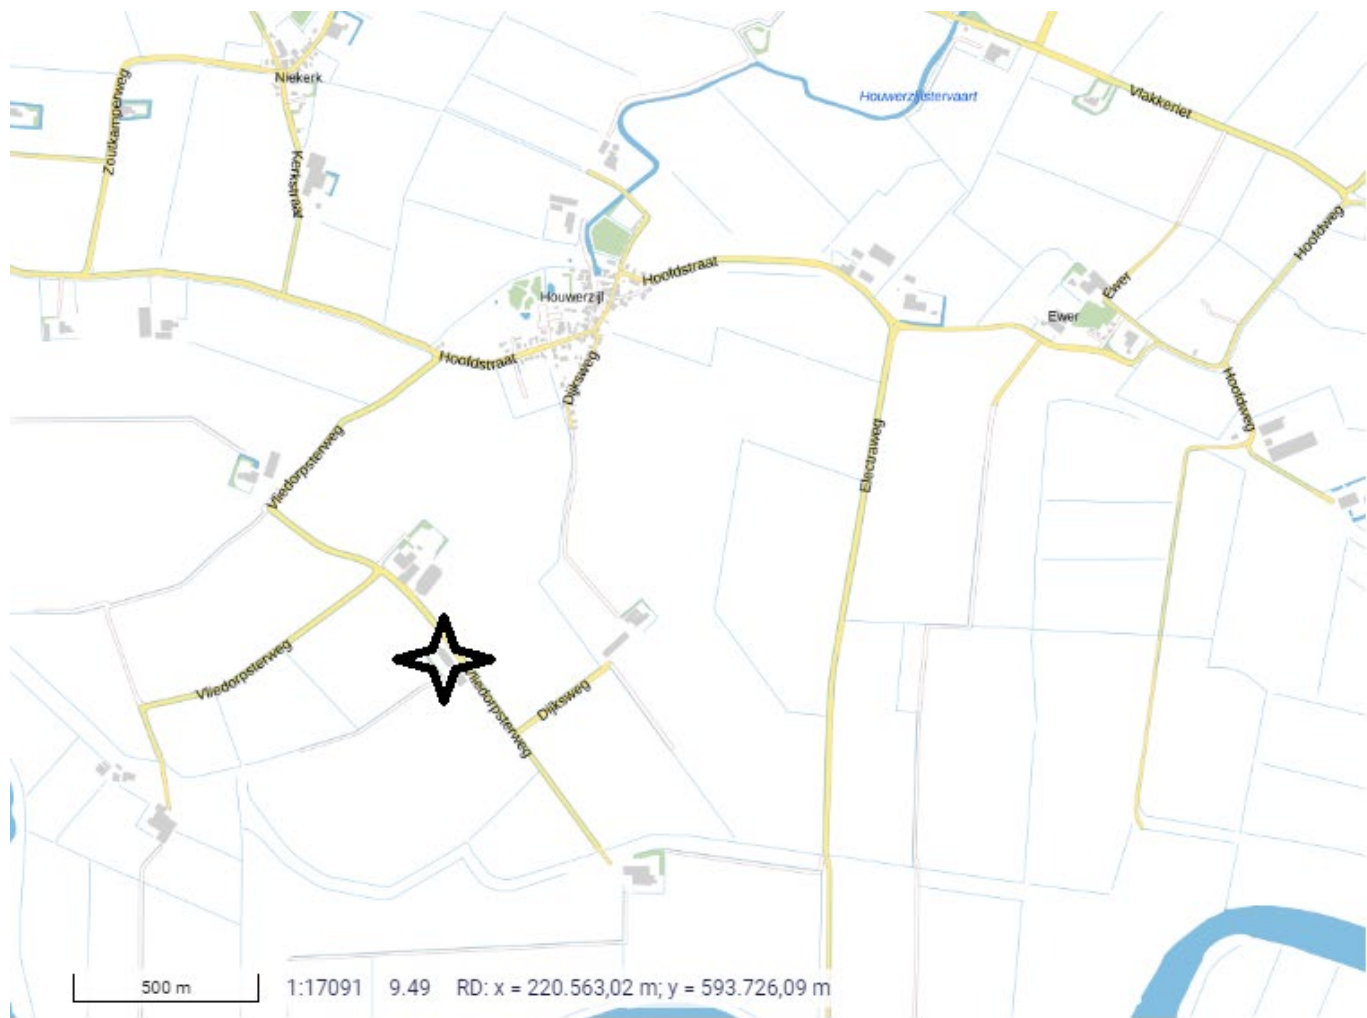 Niekerk
Zoutkamperweg
Houwerzijlstervaart
Vlakkeriet
Kerkstraat
Hoofdweg
Hoofdstraat
Houwerzijl
Ewer
Ewer
Hoofdstraat
Dijksweg
Hoofdweg
Vliedorpsterweg
Electraweg
Vliedorpsterweg
Dijksweg
Vliedorpsterweg
500 m
1:17091 9.49 RD: x = 220.563,02 m; y = 593.726,09 m